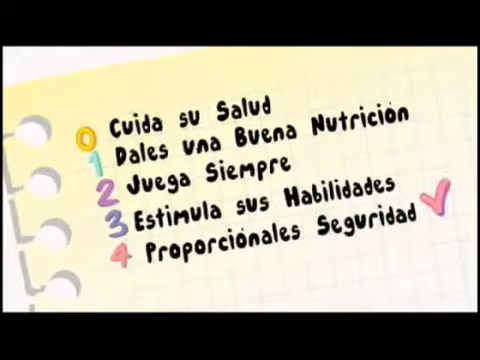 0 Cuida su Salud
1 Dales una Buena Nutrición
2 Juega Siempre
3 Estimula sus Habilidades
4 Proporciónales Seguridad